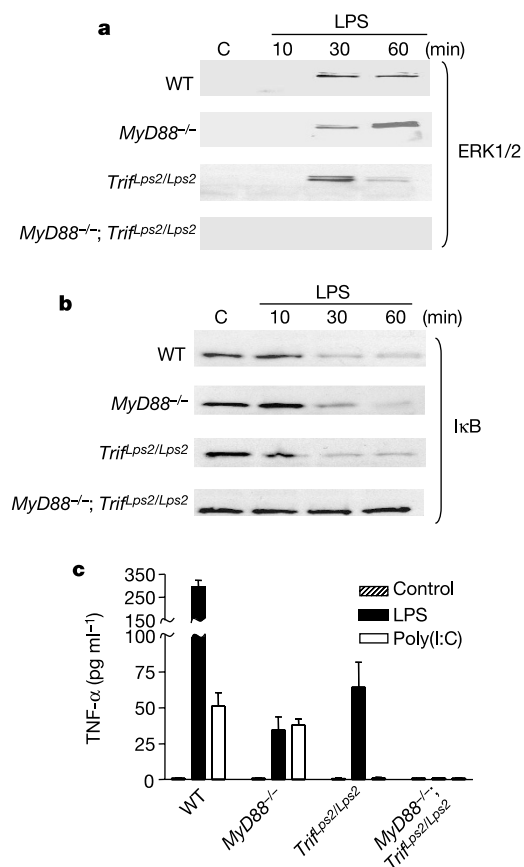 a
LPS
C 10 30 60 (min)
WT
MyD88–/–
TrifLps2/Lps2
MyD88–/–; TrifLps2/Lps2
ERK1/2
b
LPS
C 10 30 60 (min)
WT
MyD88–/–
TrifLps2/Lps2
MyD88–/–; TrifLps2/Lps2
IκB
c
350
250
150
100
75
50
25
0
TNF-α (pg ml–1)
Control
LPS
Poly(I:C)
WT
MyD88–/–
TrifLps2/Lps2
MyD88–/–;
TrifLps2/Lps2